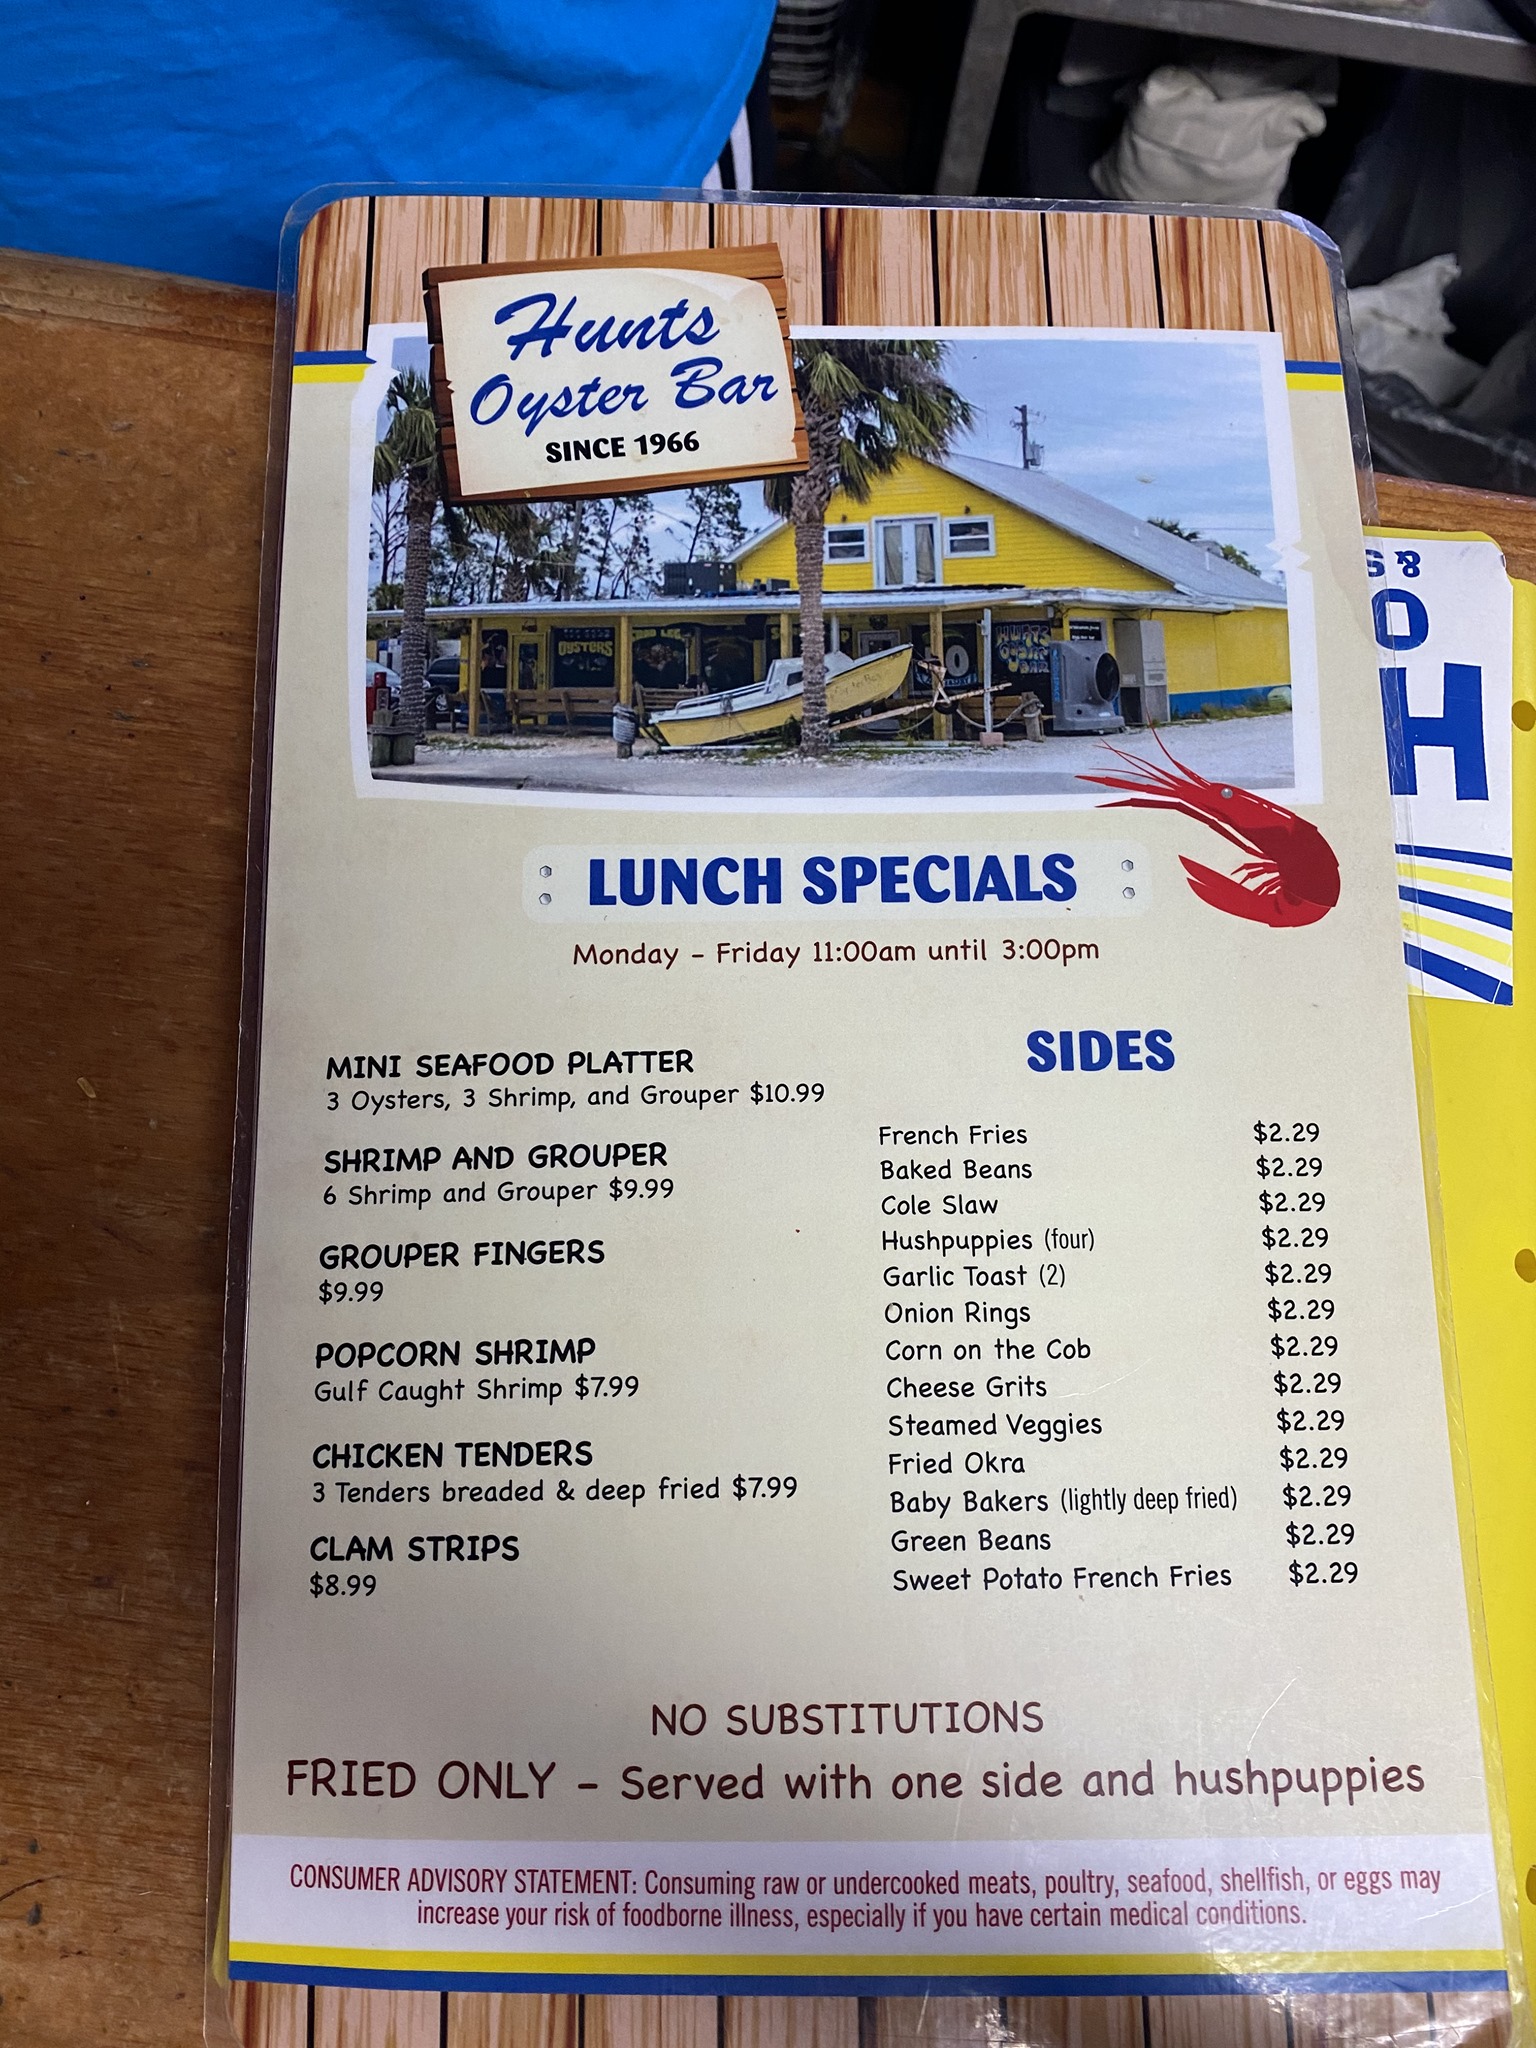 Hunts
Oyster Bar
SINCE 1966
OYSTERS
HUNTS
OYSTER
BAR
S &
O
H
LUNCH SPECIALS
Monday - Friday 11:00am until 3:00pm
MINI SEAFOOD PLATTER
3 Oysters, 3 Shrimp, and Grouper $10.99
SHRIMP AND GROUPER
6 Shrimp and Grouper $9.99
GROUPER FINGERS
$9.99
POPCORN SHRIMP
Gulf Caught Shrimp $7.99
CHICKEN TENDERS
3 Tenders breaded & deep fried $7.99
CLAM STRIPS
$8.99
SIDES
French Fries $2.29
Baked Beans $2.29
Cole Slaw $2.29
Hushpuppies (four) $2.29
Garlic Toast (2) $2.29
Onion Rings $2.29
Corn on the Cob $2.29
Cheese Grits $2.29
Steamed Veggies $2.29
Fried Okra $2.29
Baby Bakers (lightly deep fried) $2.29
Green Beans $2.29
Sweet Potato French Fries $2.29
NO SUBSTITUTIONS
FRIED ONLY - Served with one side and hushpuppies
CONSUMER ADVISORY STATEMENT: Consuming raw or undercooked meats, poultry, seafood, shellfish, or eggs may
increase your risk of foodborne illness, especially if you have certain medical conditions.